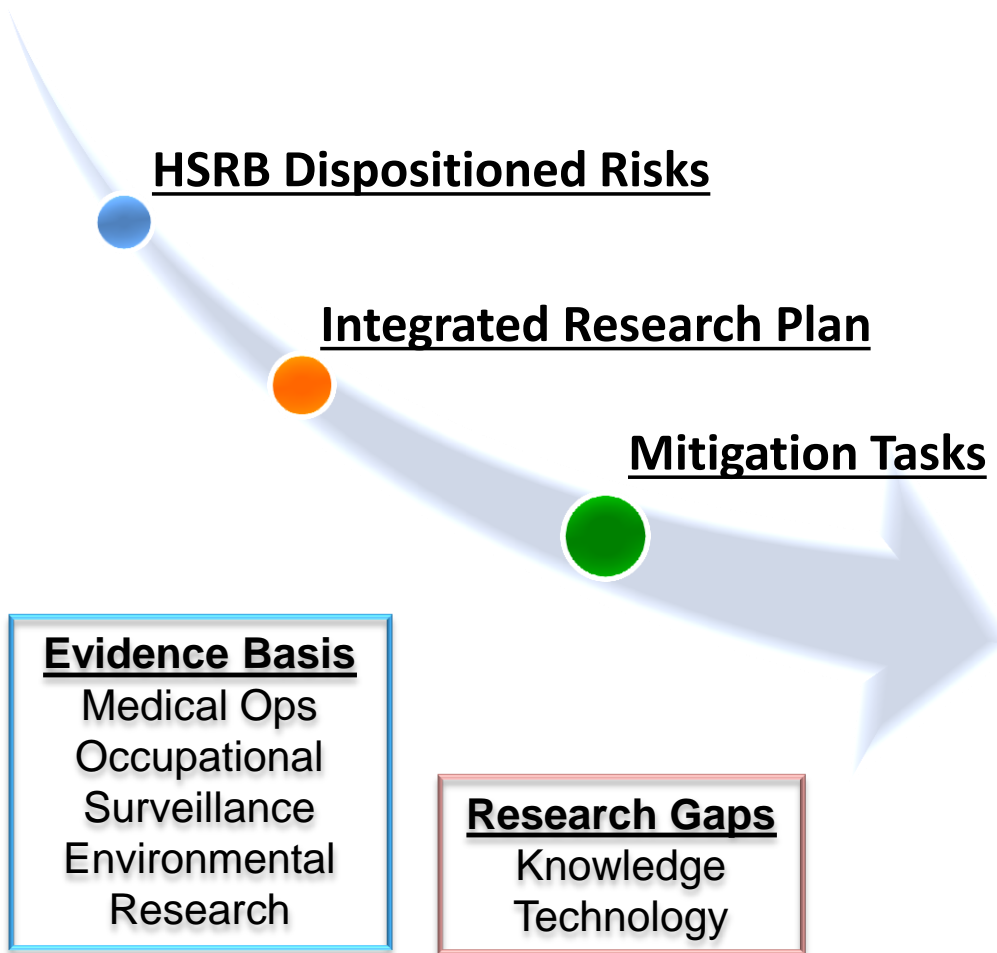 HSRB Dispositioned Risks
Integrated Research Plan
Mitigation Tasks
Evidence Basis
Medical Ops
Occupational
Surveillance
Environmental
Research
Research Gaps
Knowledge
Technology